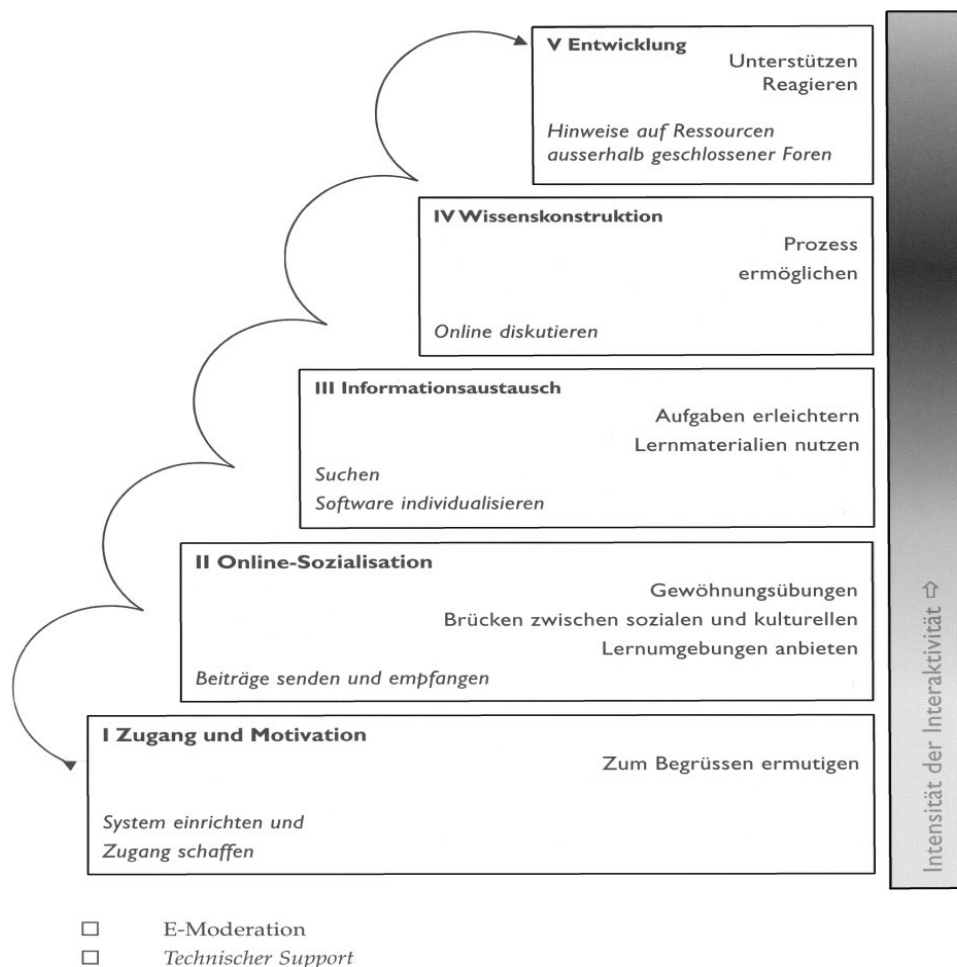 V Entwicklung
Unterstützen
Reagieren
Hinweise auf Ressourcen
ausserhalb geschlossener Foren
IV Wissenskonstruktion
Prozess
ermöglichen
Online diskutieren
III Informationsaustausch
Aufgaben erleichtern
Lernmaterialien nutzen
Suchen
Software individualisieren
II Online-Sozialisation
Gewöhnungsübungen
Brücken zwischen sozialen und kulturellen
Lernumgebungen anbieten
Beiträge senden und empfangen
I Zugang und Motivation
Zum Begrüssen ermutigen
System einrichten und
Zugang schaffen
Intensität der Interaktivität ⇨
☐ E-Moderation
☐ Technischer Support